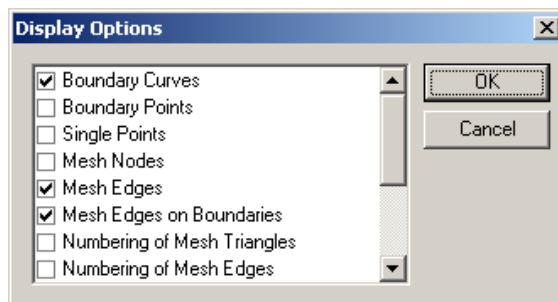 Display Options
Boundary Curves
Boundary Points
Single Points
Mesh Nodes
Mesh Edges
Mesh Edges on Boundaries
Numbering of Mesh Triangles
Numbering of Mesh Edges
OK
Cancel